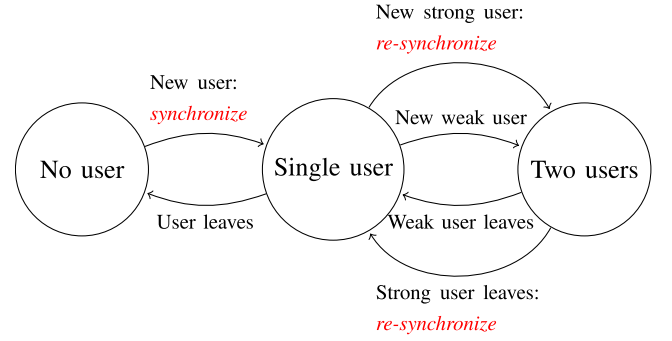 New strong user:
re-synchronize
New user:
synchronize
New weak user
No user
Single user
Two users
User leaves
Weak user leaves
Strong user leaves:
re-synchronize